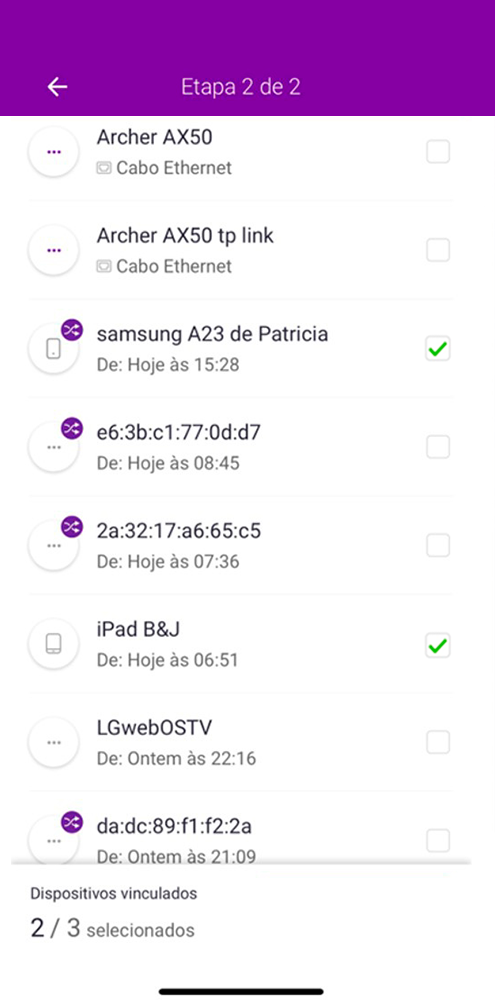 Etapa 2 de 2
Archer AX50
Cabo Ethernet
Archer AX50 tp link
Cabo Ethernet
samsung A23 de Patricia
De: Hoje às 15:28
e6:3b:c1:77:0d:d7
De: Hoje às 08:45
2a:32:17:a6:65:c5
De: Hoje às 07:36
iPad B&J
De: Hoje às 06:51
LGwebOSTV
De: Ontem às 22:16
da:dc:89:f1:f2:2a
De: Ontem às 21:09
Dispositivos vinculados
2 / 3 selecionados